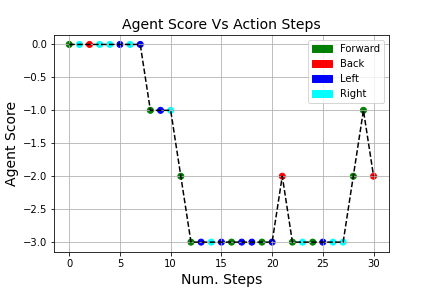 Agent Score Vs Action Steps
Agent Score
0.0
−0.5
−1.0
−1.5
−2.0
−2.5
−3.0
Forward
Back
Left
Right
0 5 10 15 20 25 30
Num. Steps